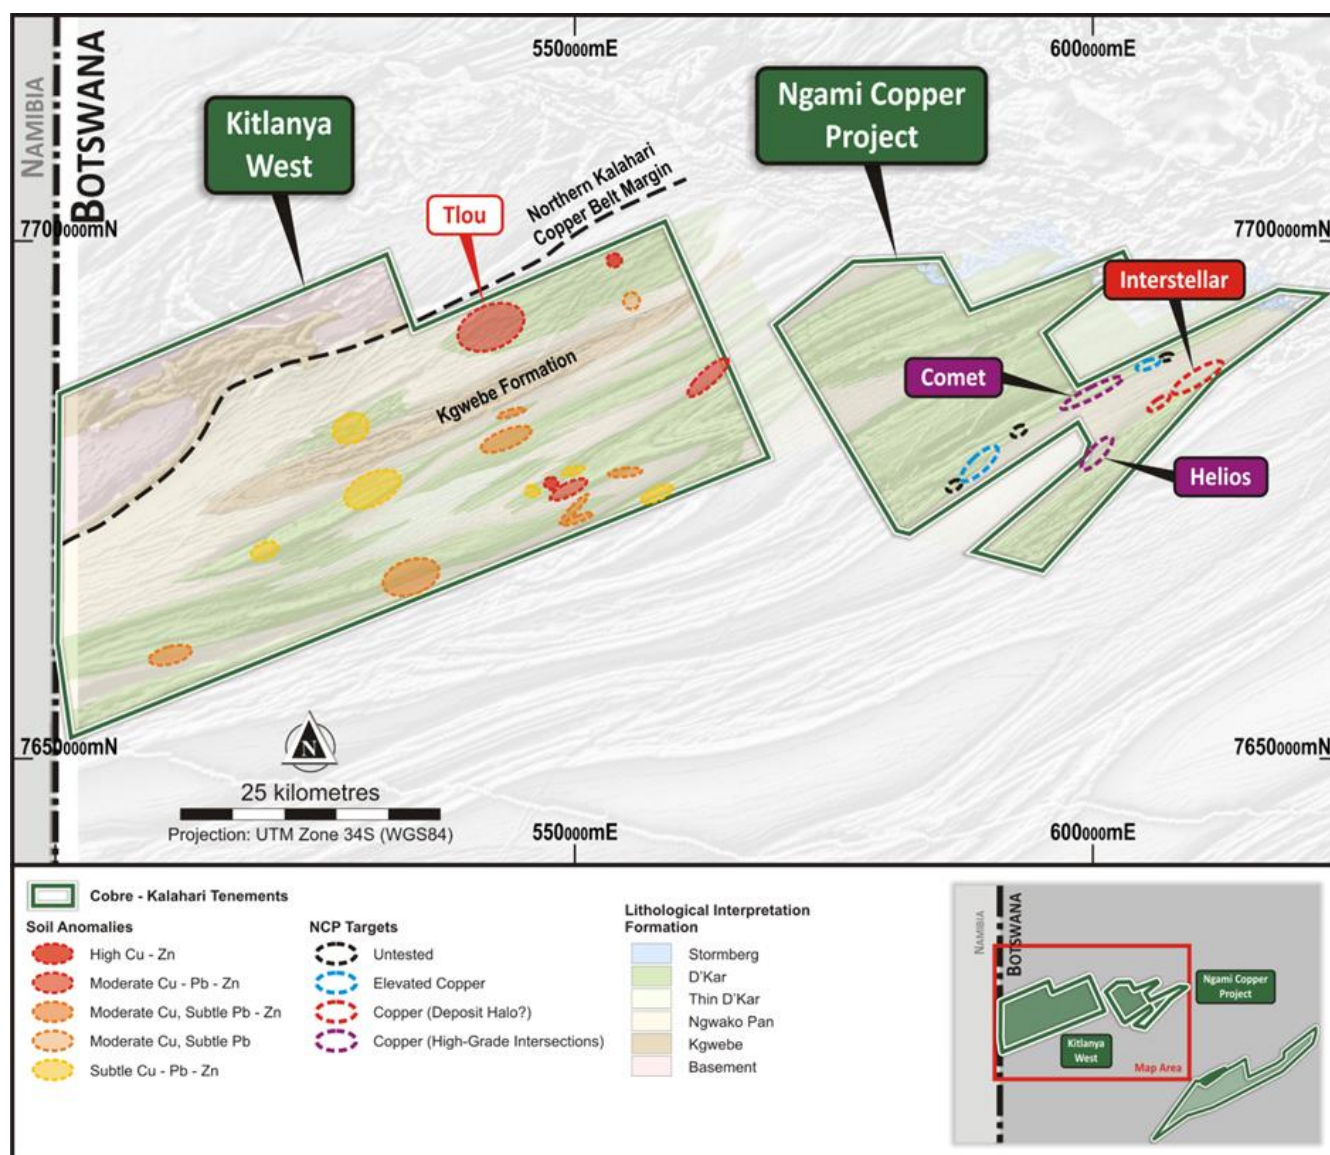 550000mE
600000mE
NAMIBIA
BOTSWANA
Kitlanya
West
Ngami Copper
Project
Northern Kalahari
Copper Belt Margin
Tlou
7700000mN
7700000mN
Interstellar
Comet
Kgwebe Formation
Helios
7650000mN
7650000mN
N
25 kilometres
Projection: UTM Zone 34S (WGS84)
550000mE
600000mE
Cobre - Kalahari Tenements
Soil Anomalies
High Cu - Zn
Moderate Cu - Pb - Zn
Moderate Cu, Subtle Pb - Zn
Moderate Cu, Subtle Pb
Subtle Cu - Pb - Zn
NCP Targets
Untested
Elevated Copper
Copper (Deposit Halo?)
Copper (High-Grade Intersections)
Lithological Interpretation
Formation
Stormberg
D'Kar
Thin D'Kar
Ngwako Pan
Kgwebe
Basement
NAMIBIA
BOTSWANA
Ngami Copper
Project
Kitlanya
West
Map Area